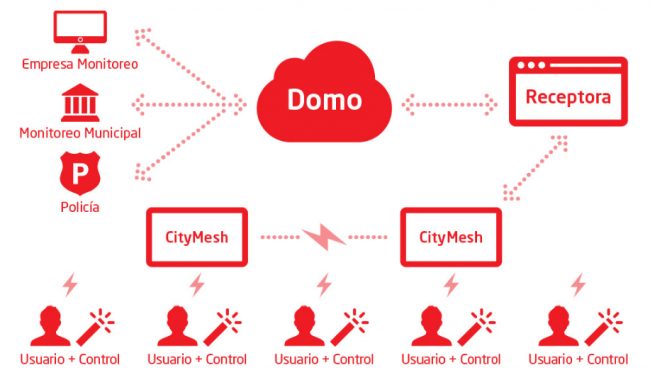 Empresa Monitoreo
Domo
Receptora
Monitoreo Municipal
P
Policía
CityMesh
CityMesh
Usuario + Control
Usuario + Control
Usuario + Control
Usuario + Control
Usuario + Control